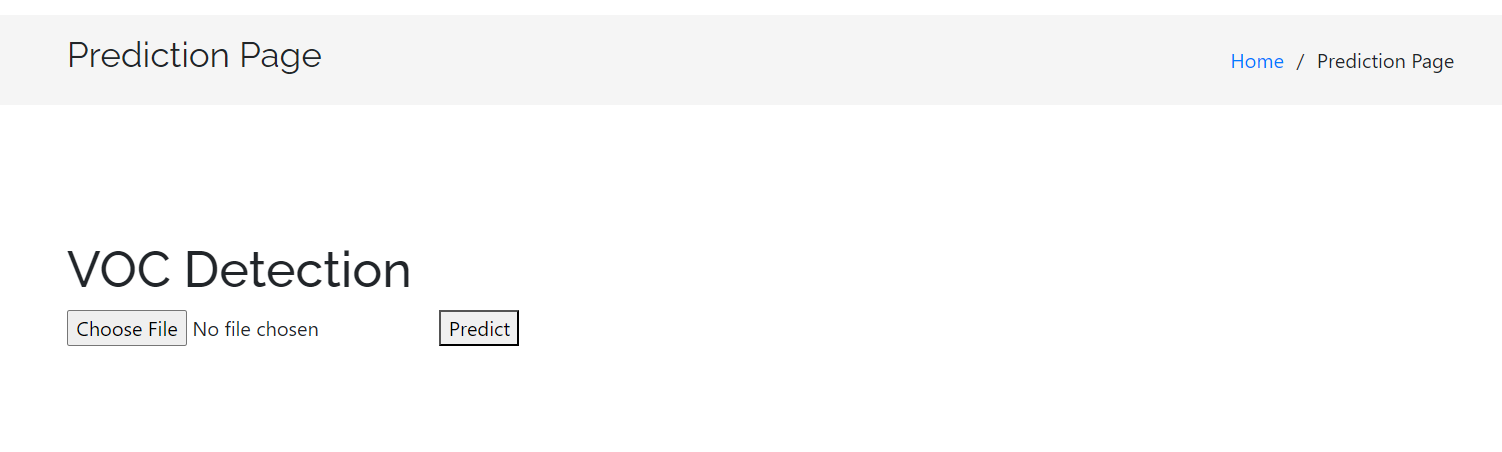 Prediction Page
Home / Prediction Page
VOC Detection
Choose File No file chosen Predict